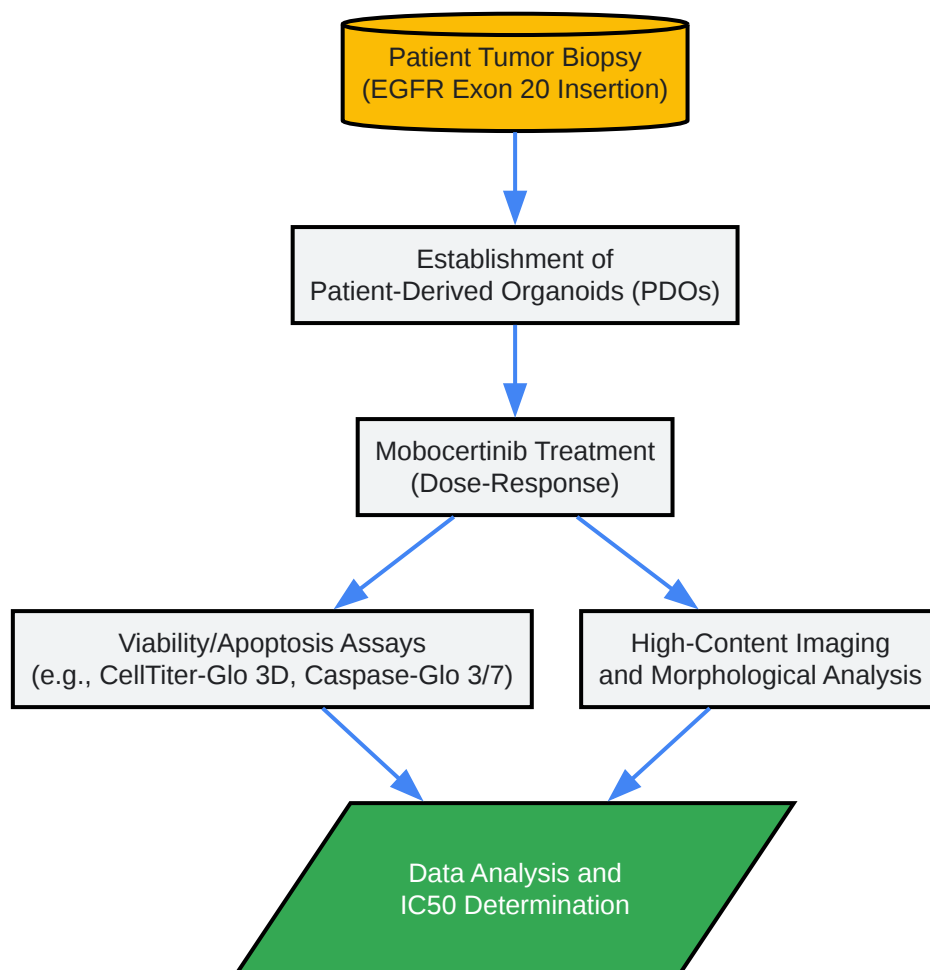 Patient Tumor Biopsy
(EGFR Exon 20 Insertion)
Establishment of
Patient-Derived Organoids (PDOs)
Mobocertinib Treatment
(Dose-Response)
Viability/Apoptosis Assays
(e.g., CellTiter-Glo 3D, Caspase-Glo 3/7)
High-Content Imaging
and Morphological Analysis
Data Analysis and
IC50 Determination